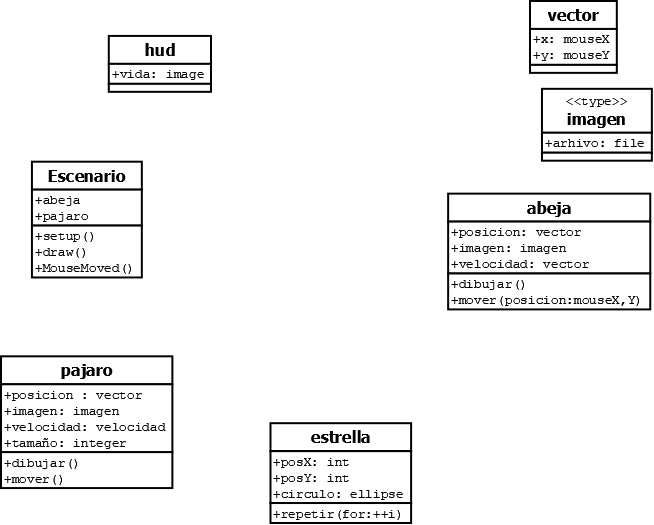 vector
+x: mouseX
+y: mouseY
hud
+vida: image
<<type>>
imagen
+arhivo: file
Escenario
+abeja
+pajaro
+setup()
+draw()
+MouseMoved()
abeja
+posicion: vector
+imagen: imagen
+velocidad: vector
+dibujar()
+mover(posicion:mouseX,Y)
pajaro
+posicion : vector
+imagen: imagen
+velocidad: velocidad
+tamaño: integer
+dibujar()
+mover()
estrella
+posX: int
+posY: int
+circulo: ellipse
+repetir(for:++i)